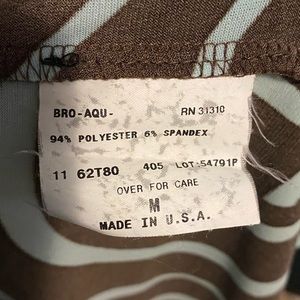 BRO-AQU- RN 31310
94% POLYESTER 6% SPANDEX
11 62T80 405 LOT:54791P
OVER FOR CARE
M
MADE IN U.S.A.